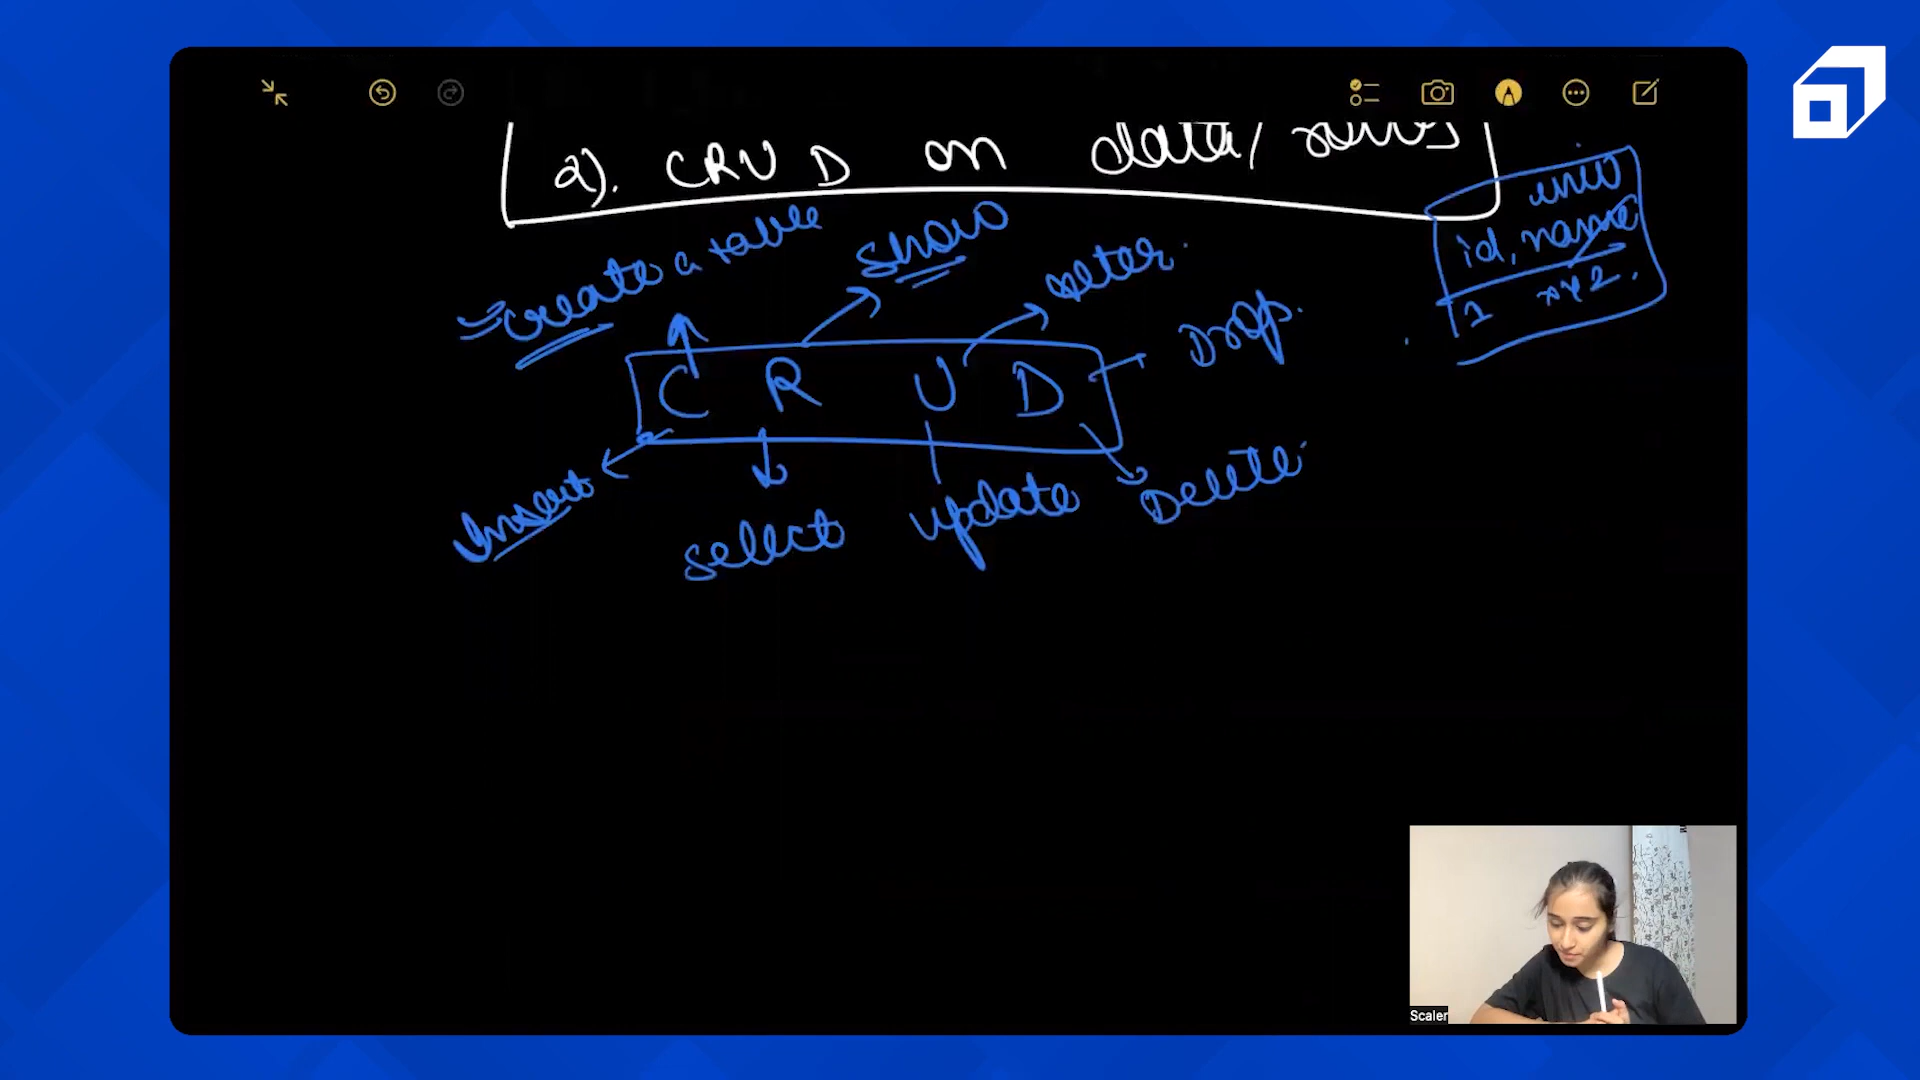 2). CRUD on data/ rows
univ
id, name
1 xyz.
Create a table
show
alter.
Drop.
C R U D
Insert
select
update
Delete
Scaler